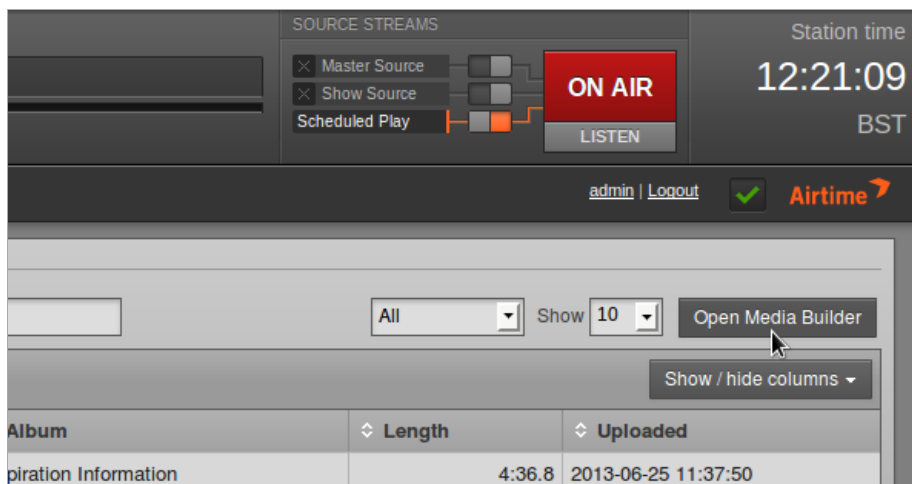 SOURCE STREAMS
Station time
Master Source
Show Source
Scheduled Play
ON AIR
LISTEN
12:21:09
BST
admin | Logout
Airtime
All
Show 10
Open Media Builder
Show / hide columns
Album Length Uploaded
piration Information 4:36.8 2013-06-25 11:37:50